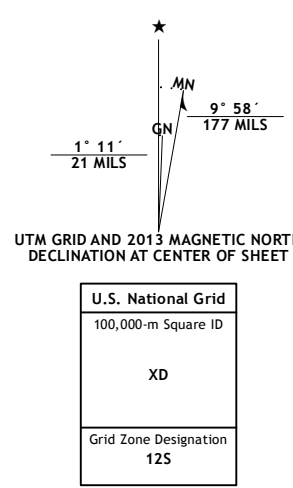 MN
9° 58´
177 MILS
GN
1° 11´
21 MILS
UTM GRID AND 2013 MAGNETIC NORT
DECLINATION AT CENTER OF SHEET
U.S. National Grid
100,000-m Square ID
XD
Grid Zone Designation
12S